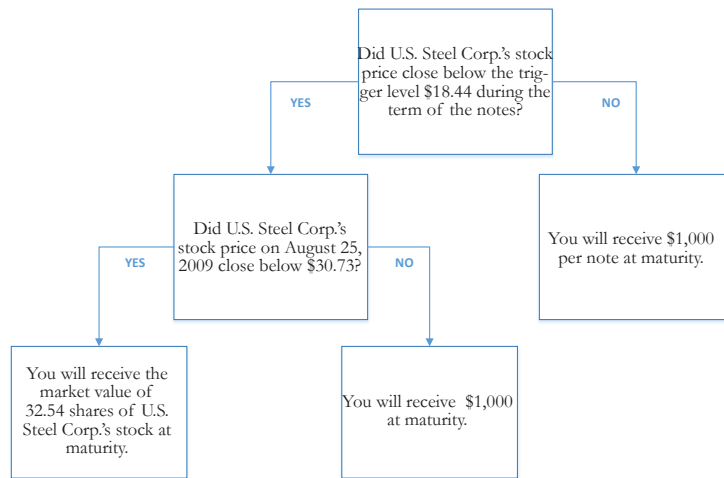 Did U.S. Steel Corp.'s stock
price close below the trig-
ger level $18.44 during the
term of the notes?
YES
NO
Did U.S. Steel Corp.'s
stock price on August 25,
2009 close below $30.73?
You will receive $1,000
per note at maturity.
YES
NO
You will receive the
market value of
32.54 shares of U.S.
Steel Corp.'s stock at
maturity.
You will receive $1,000
at maturity.